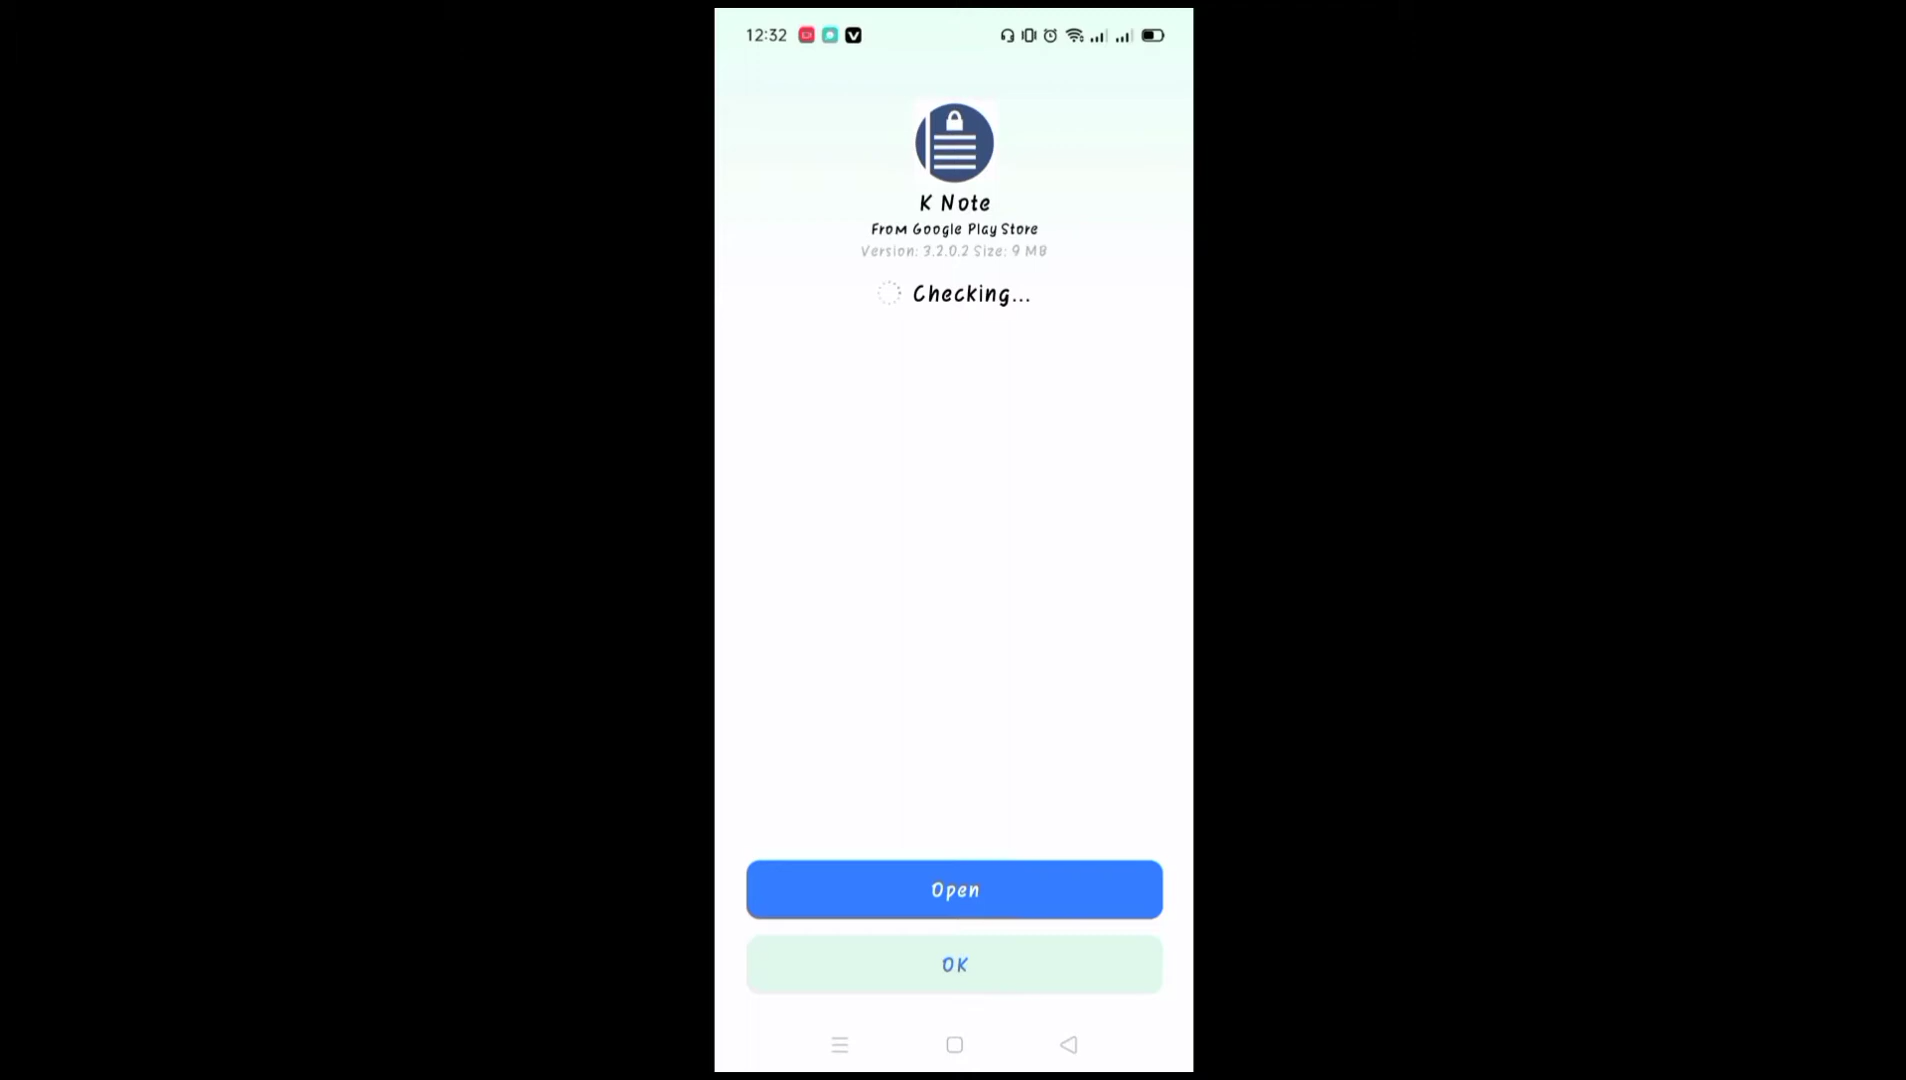 12:32
K Note
From Google Play Store
Version: 3.2.0.2 Size: 9 MB
Checking...
Open
OK